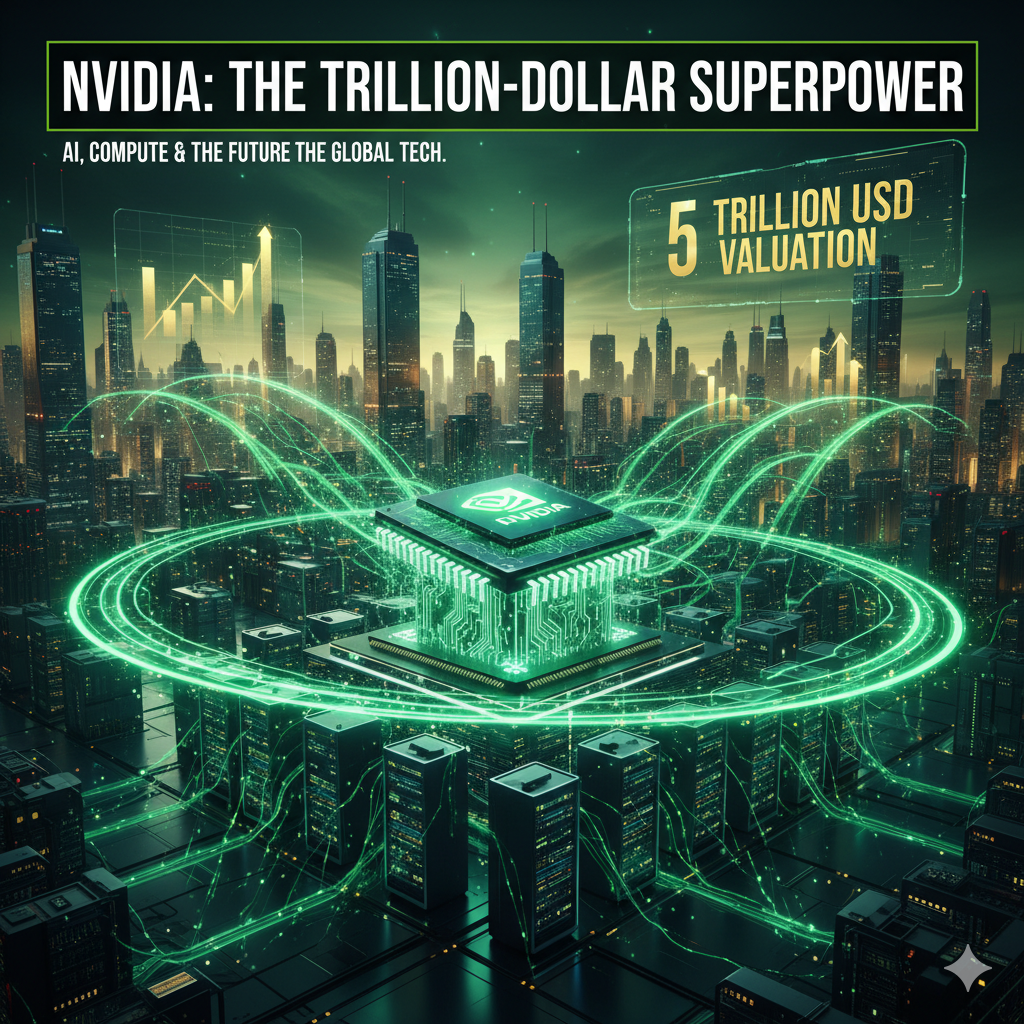 NVIDIA: THE TRILLION-DOLLAR SUPERPOWER
AI, COMPUTE & THE FUTURE THE GLOBAL TECH.
5 TRILLION USD
VALUATION
NVIDIA